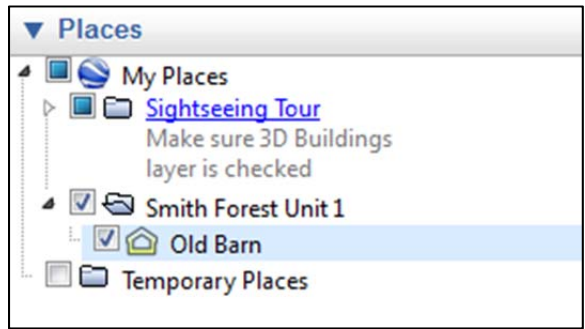 Places
My Places
Sightseeing Tour
Make sure 3D Buildings
layer is checked
Smith Forest Unit 1
Old Barn
Temporary Places